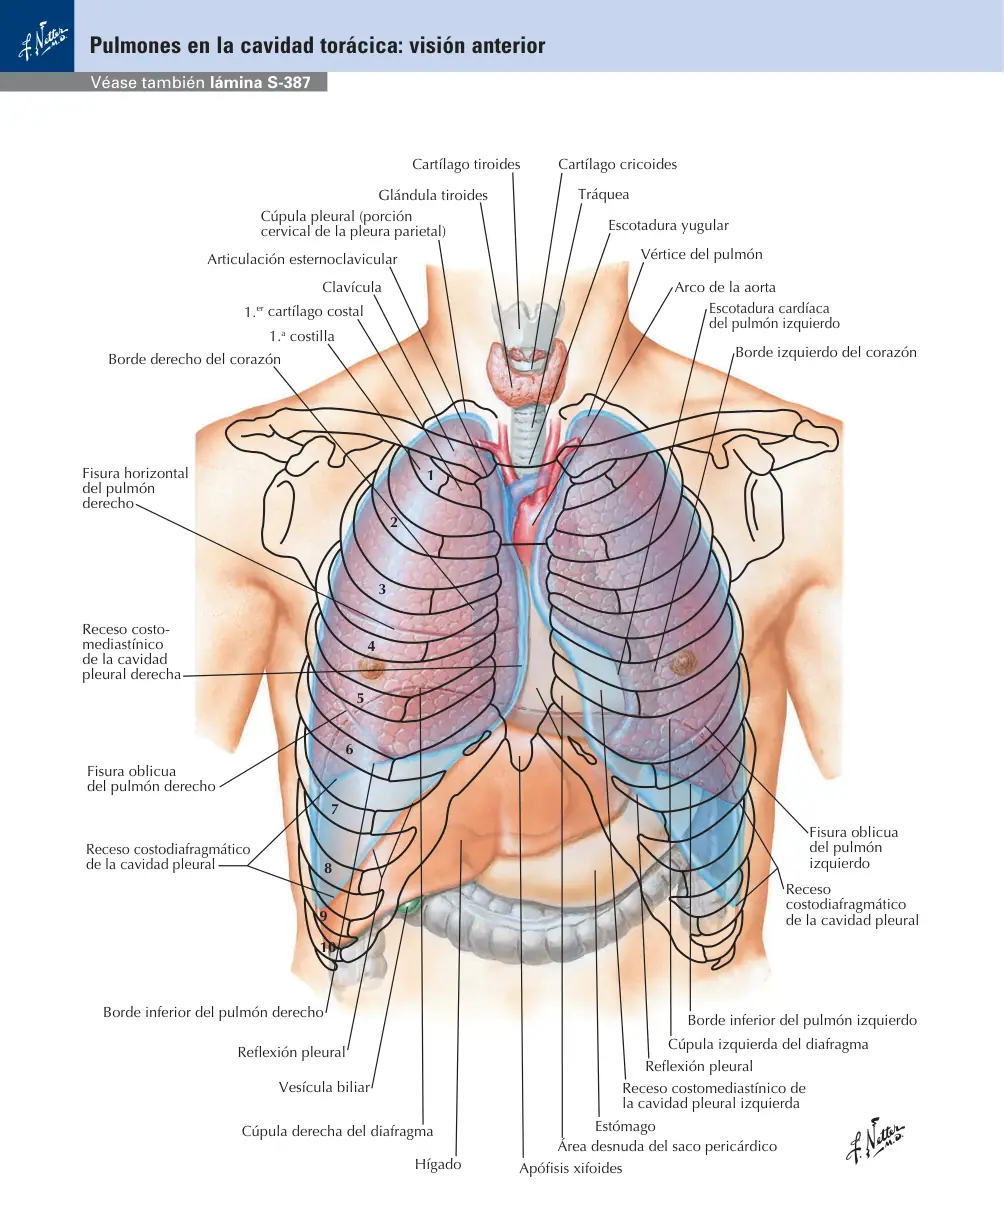 F. Netter M.D.
Pulmones en la cavidad torácica: visión anterior
Véase también lámina S-387
Cartílago tiroides
Cartílago cricoides
Glándula tiroides
Tráquea
Cúpula pleural (porción
cervical de la pleura parietal)
Escotadura yugular
Articulación esternoclavicular
Vértice del pulmón
Clavícula
Arco de la aorta
1.er cartílago costal
Escotadura cardíaca
del pulmón izquierdo
1.a costilla
Borde derecho del corazón
Borde izquierdo del corazón
Fisura horizontal
del pulmón
derecho
1
2
3
4
5
6
7
8
9
10
Receso costo-
mediastínico
de la cavidad
pleural derecha
Fisura oblicua
del pulmón derecho
Receso costodiafragmático
de la cavidad pleural
Fisura oblicua
del pulmón
izquierdo
Receso
costodiafragmático
de la cavidad pleural
Borde inferior del pulmón derecho
Borde inferior del pulmón izquierdo
Reflexión pleural
Cúpula izquierda del diafragma
Reflexión pleural
Vesícula biliar
Receso costomediastínico de
la cavidad pleural izquierda
Cúpula derecha del diafragma
Estómago
Área desnuda del saco pericárdico
Hígado
Apófisis xifoides
F. Netter M.D.